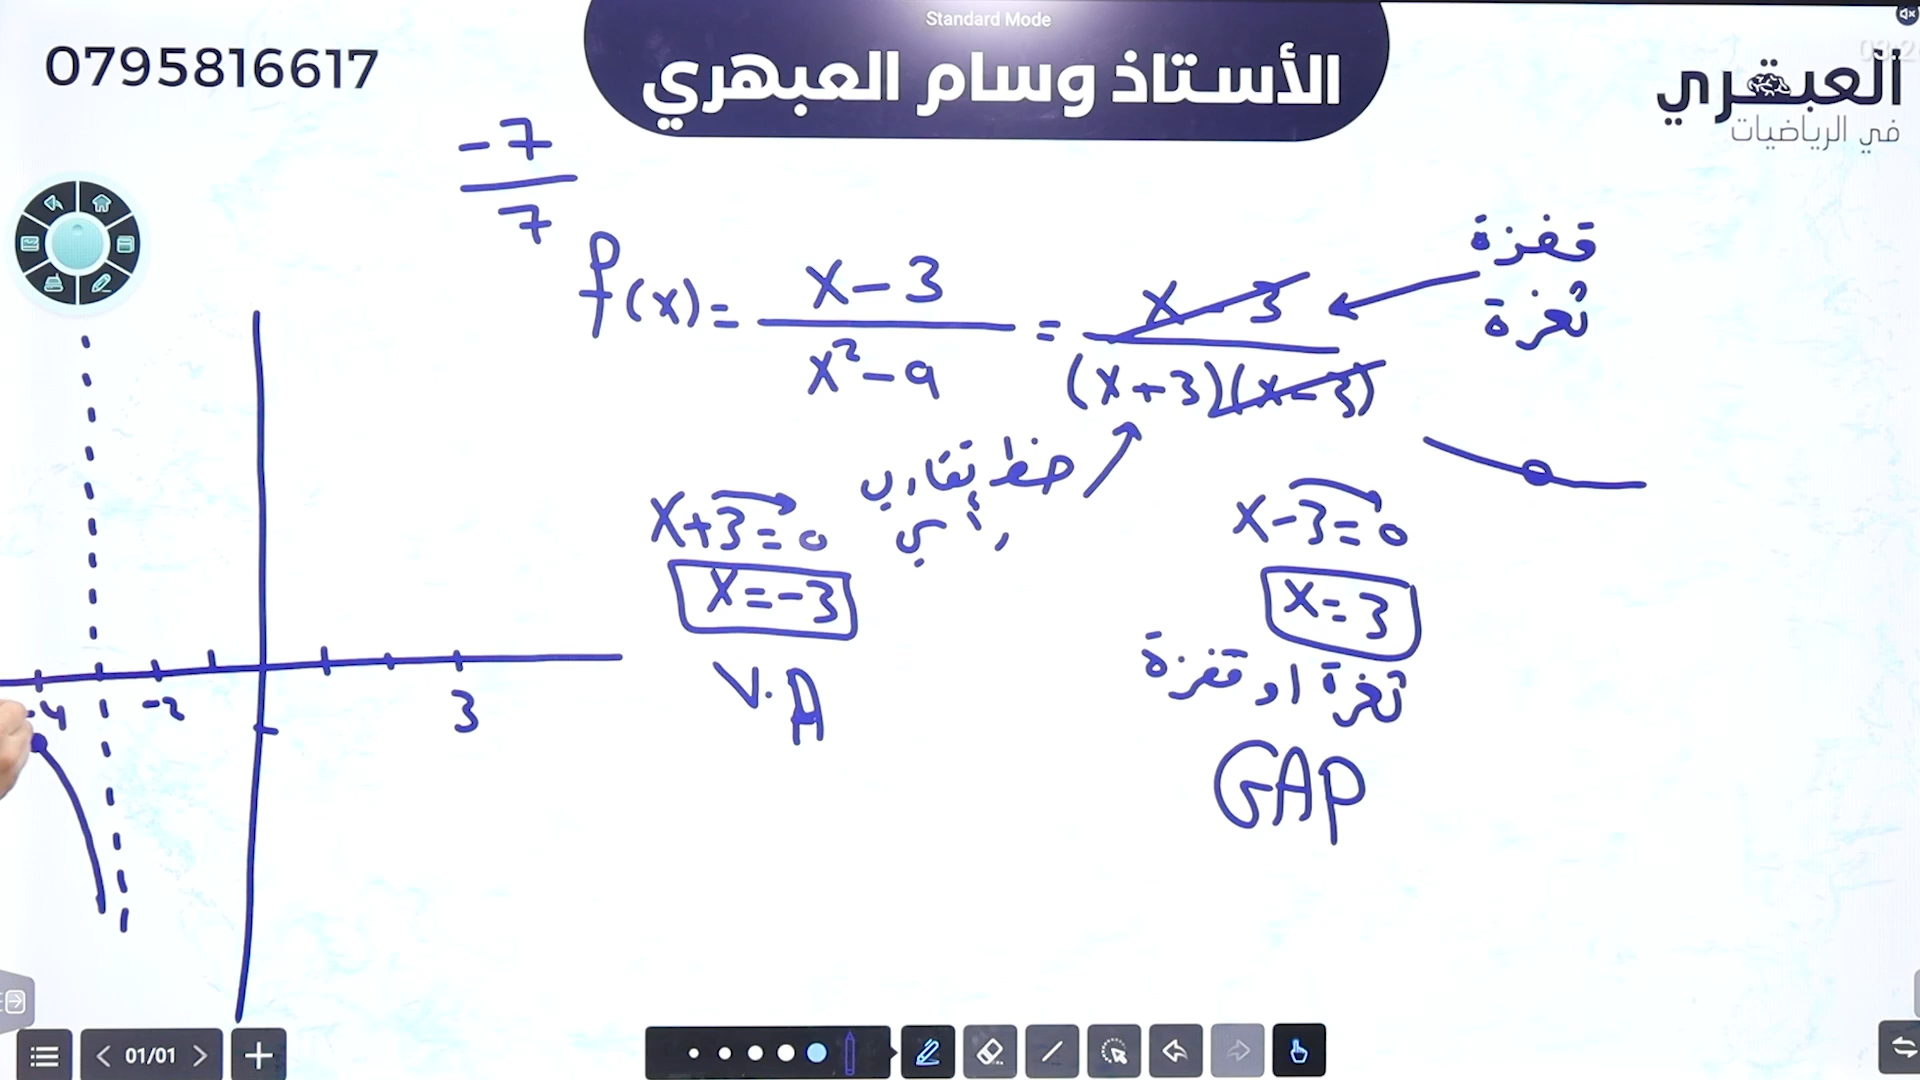 Standard Mode
0795816617
الأستاذ وسام العبهري
العبقري
في الرياضيات
-7
7
f(x) = x-3 / x²-9 = x-3 / (x+3)(x-3)
قفزة
ثغرة
خط تقارب
رأسي
x+3=0
x=-3
V.A
x-3=0
x=3
ثغرة او قفزة
GAP
-4 -2 3
01/01